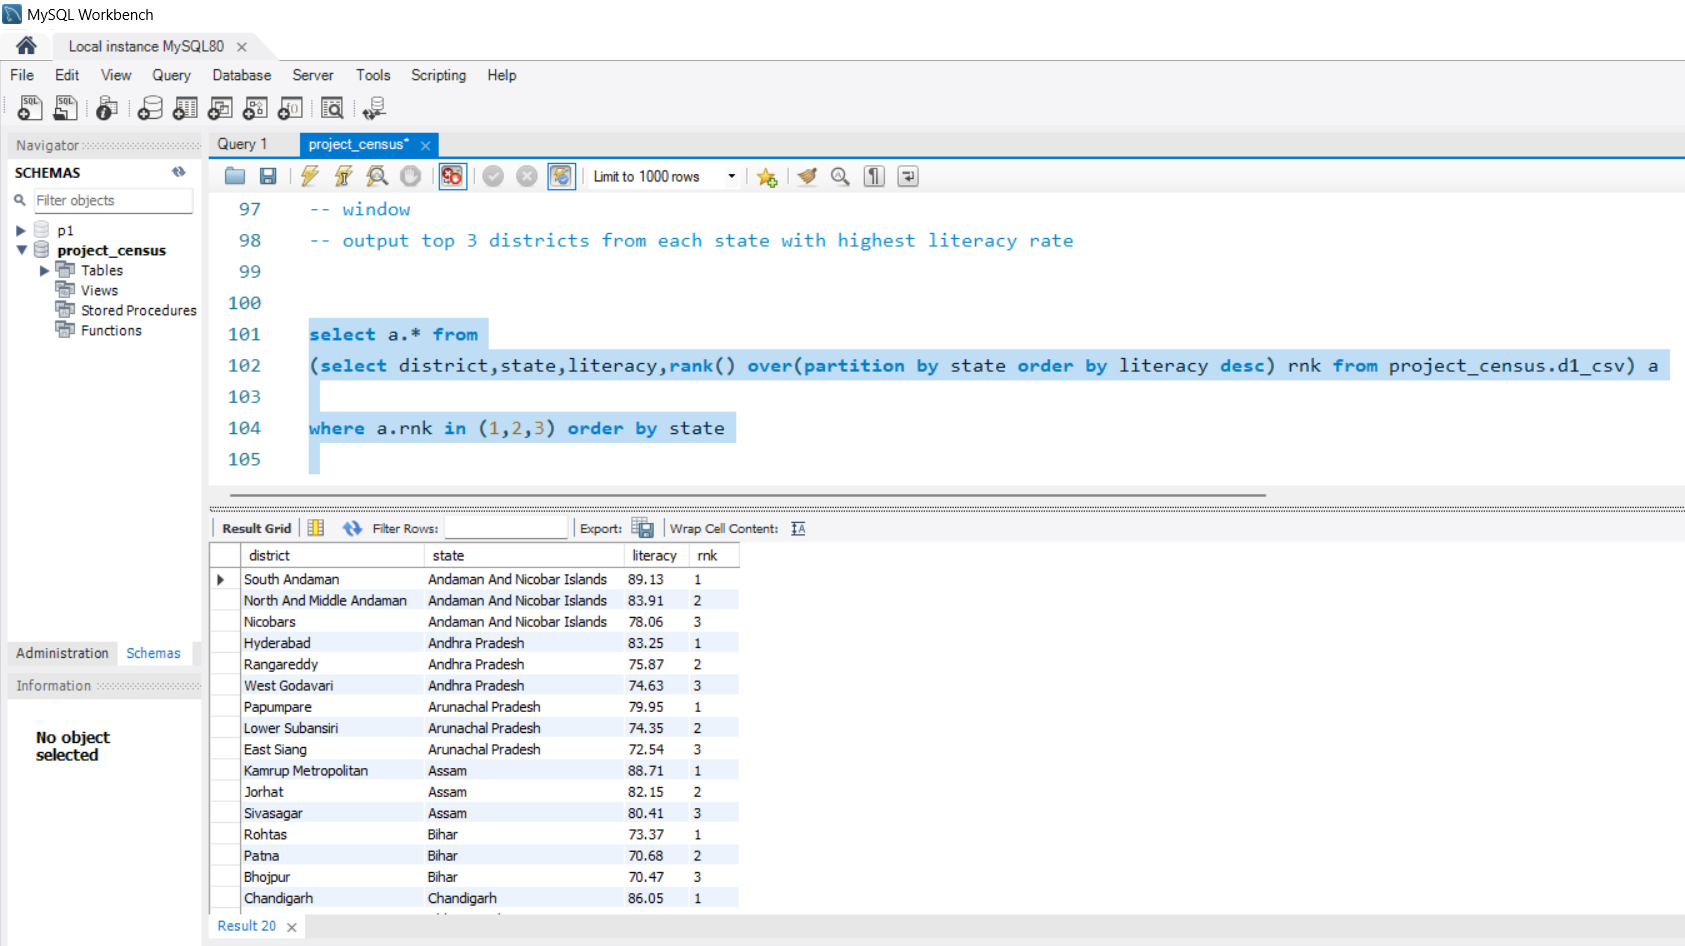 MySQL Workbench
Local instance MySQL80
File Edit View Query Database Server Tools Scripting Help
Navigator
SCHEMAS
Filter objects
p1
project_census
Tables
Views
Stored Procedures
Functions
Administration Schemas
Information
No object
selected
Query 1 project_census*
Limit to 1000 rows
97 -- window
98 -- output top 3 districts from each state with highest literacy rate
99
100
101 select a.* from
102 (select district,state,literacy,rank() over(partition by state order by literacy desc) rnk from project_census.d1_csv) a
103
104 where a.rnk in (1,2,3) order by state
105
Result Grid Filter Rows: Export: Wrap Cell Content:
district state literacy rnk
South Andaman Andaman And Nicobar Islands 89.13 1
North And Middle Andaman Andaman And Nicobar Islands 83.91 2
Nicobars Andaman And Nicobar Islands 78.06 3
Hyderabad Andhra Pradesh 83.25 1
Rangareddy Andhra Pradesh 75.87 2
West Godavari Andhra Pradesh 74.63 3
Papumpare Arunachal Pradesh 79.95 1
Lower Subansiri Arunachal Pradesh 74.35 2
East Siang Arunachal Pradesh 72.54 3
Kamrup Metropolitan Assam 88.71 1
Jorhat Assam 82.15 2
Sivasagar Assam 80.41 3
Rohtas Bihar 73.37 1
Patna Bihar 70.68 2
Bhojpur Bihar 70.47 3
Chandigarh Chandigarh 86.05 1
Result 20